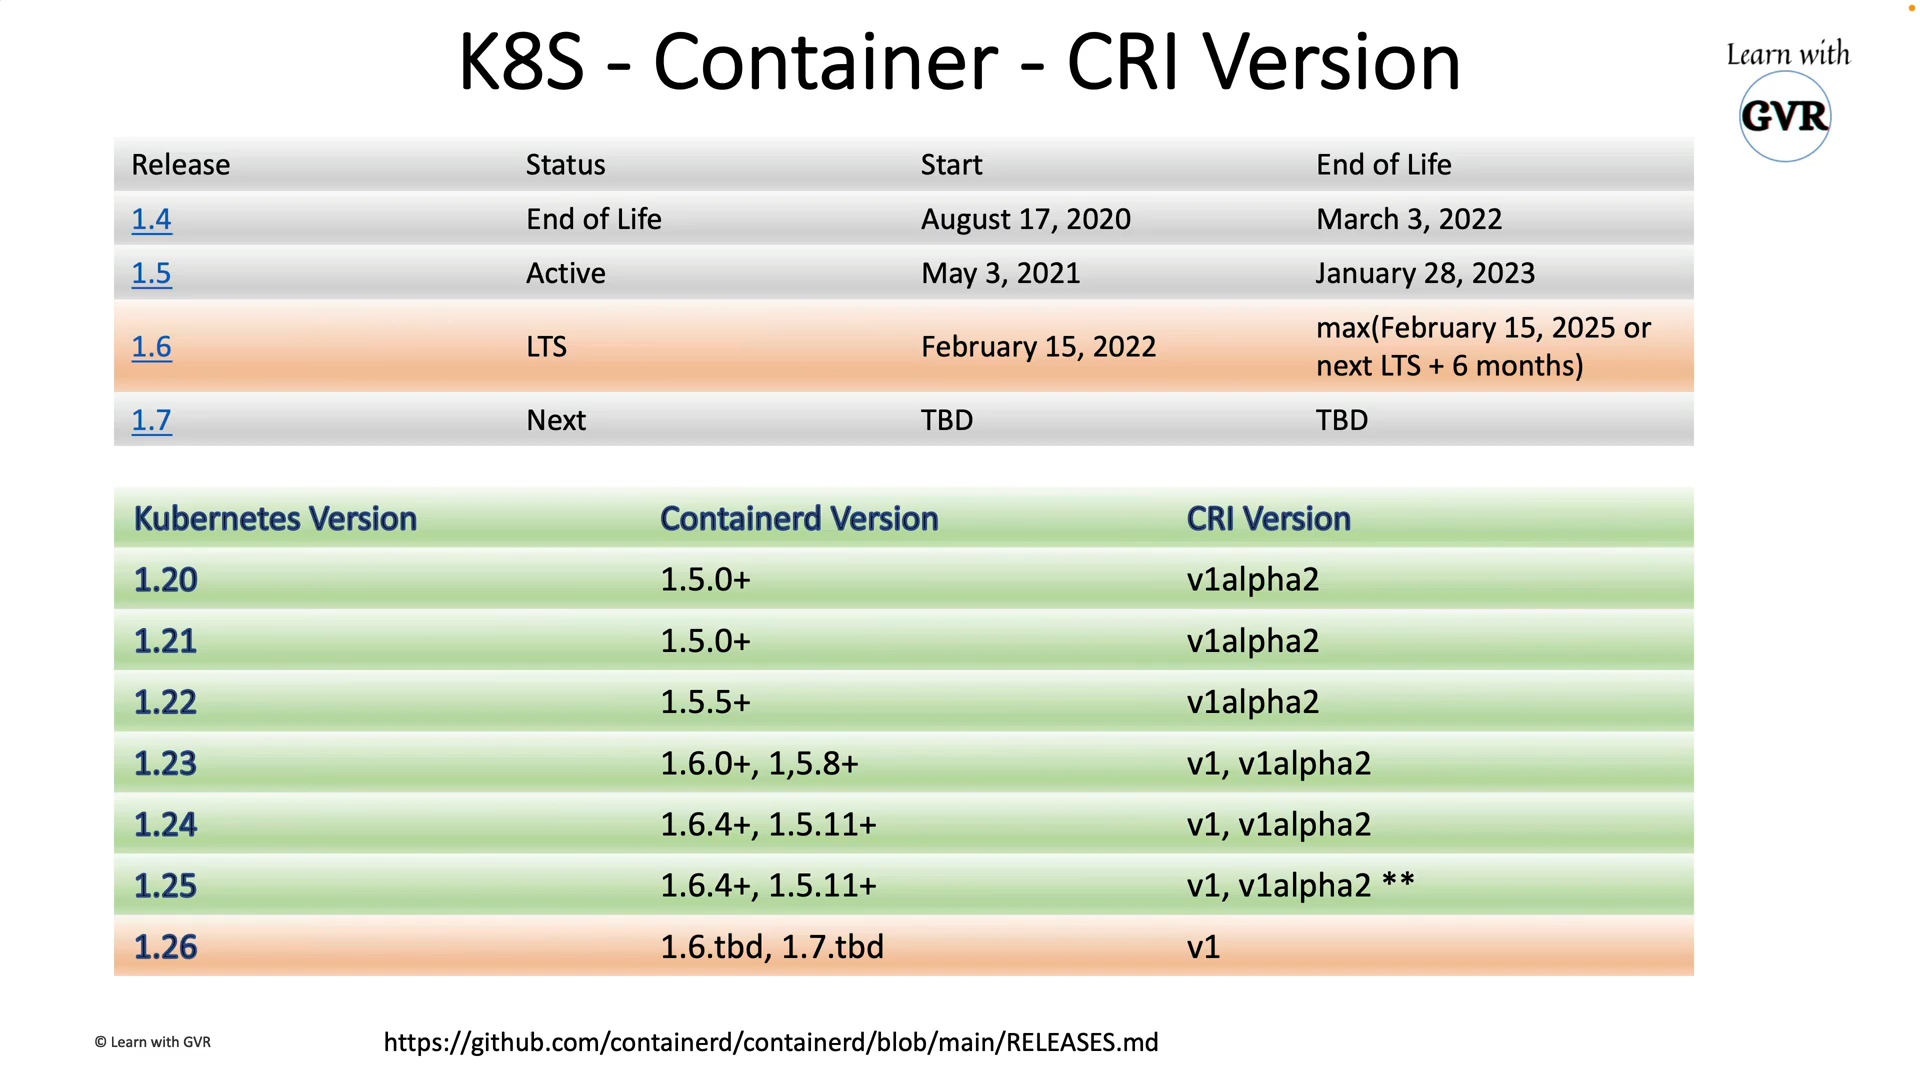 K8S - Container - CRI Version
Learn with
GVR
Release Status Start End of Life
1.4 End of Life August 17, 2020 March 3, 2022
1.5 Active May 3, 2021 January 28, 2023
1.6 LTS February 15, 2022 max(February 15, 2025 or
next LTS + 6 months)
1.7 Next TBD TBD
Kubernetes Version Containerd Version CRI Version
1.20 1.5.0+ v1alpha2
1.21 1.5.0+ v1alpha2
1.22 1.5.5+ v1alpha2
1.23 1.6.0+, 1,5.8+ v1, v1alpha2
1.24 1.6.4+, 1.5.11+ v1, v1alpha2
1.25 1.6.4+, 1.5.11+ v1, v1alpha2 **
1.26 1.6.tbd, 1.7.tbd v1
© Learn with GVR
https://github.com/containerd/containerd/blob/main/RELEASES.md